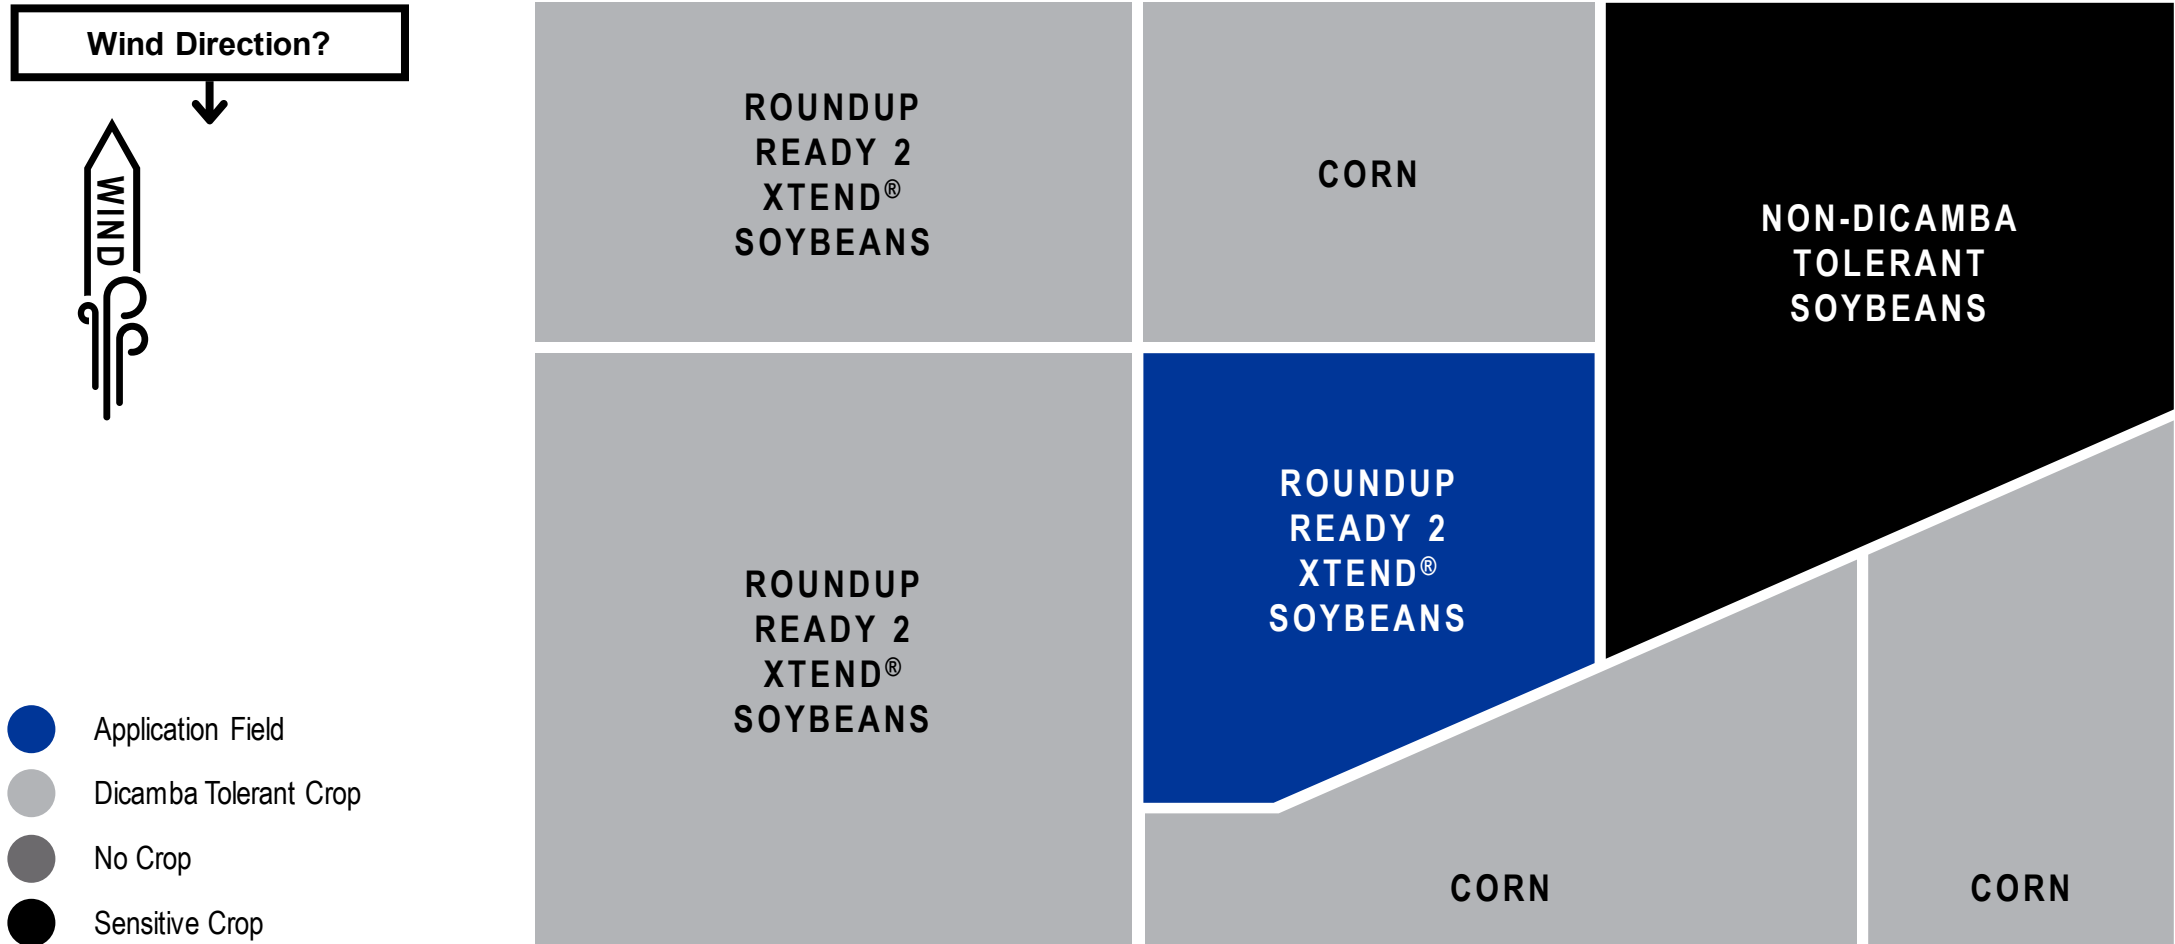 Wind Direction?
WIND
ROUNDUP
READY 2
XTEND®
SOYBEANS
CORN
NON-DICAMBA
TOLERANT
SOYBEANS
ROUNDUP
READY 2
XTEND®
SOYBEANS
ROUNDUP
READY 2
XTEND®
SOYBEANS
CORN
CORN
Application Field
Dicamba Tolerant Crop
No Crop
Sensitive Crop